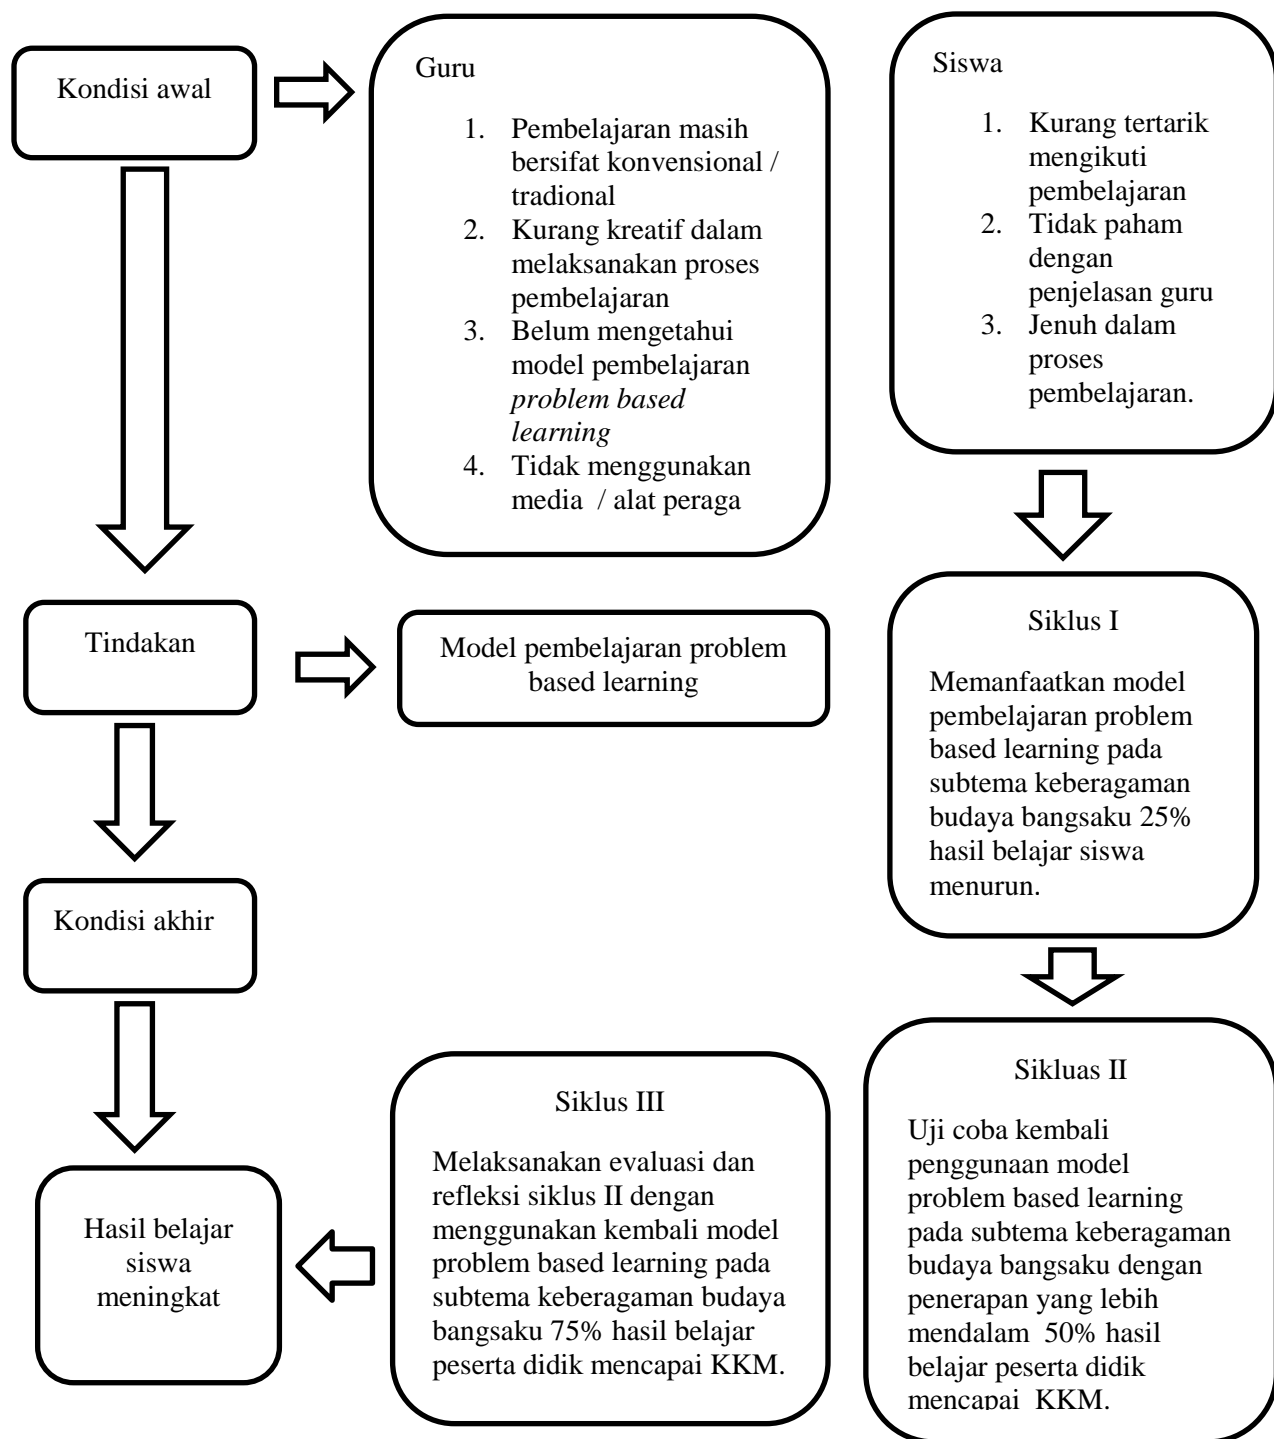 Kondisi awal
Guru
1. Pembelajaran masih
bersifat konvensional /
tradional
2. Kurang kreatif dalam
melaksanakan proses
pembelajaran
3. Belum mengetahui
model pembelajaran
problem based
learning
4. Tidak menggunakan
media / alat peraga
Siswa
1. Kurang tertarik
mengikuti
pembelajaran
2. Tidak paham
dengan
penjelasan guru
3. Jenuh dalam
proses
pembelajaran.
Tindakan
Model pembelajaran problem
based learning
Siklus I
Memanfaatkan model
pembelajaran problem
based learning pada
subtema keberagaman
budaya bangsaku 25%
hasil belajar siswa
menurun.
Kondisi akhir
Sikluas II
Uji coba kembali
penggunaan model
problem based learning
pada subtema keberagaman
budaya bangsaku dengan
penerapan yang lebih
mendalam 50% hasil
belajar peserta didik
mencapai KKM.
Siklus III
Melaksanakan evaluasi dan
refleksi siklus II dengan
menggunakan kembali model
problem based learning pada
subtema keberagaman budaya
bangsaku 75% hasil belajar
peserta didik mencapai KKM.
Hasil belajar
siswa
meningkat